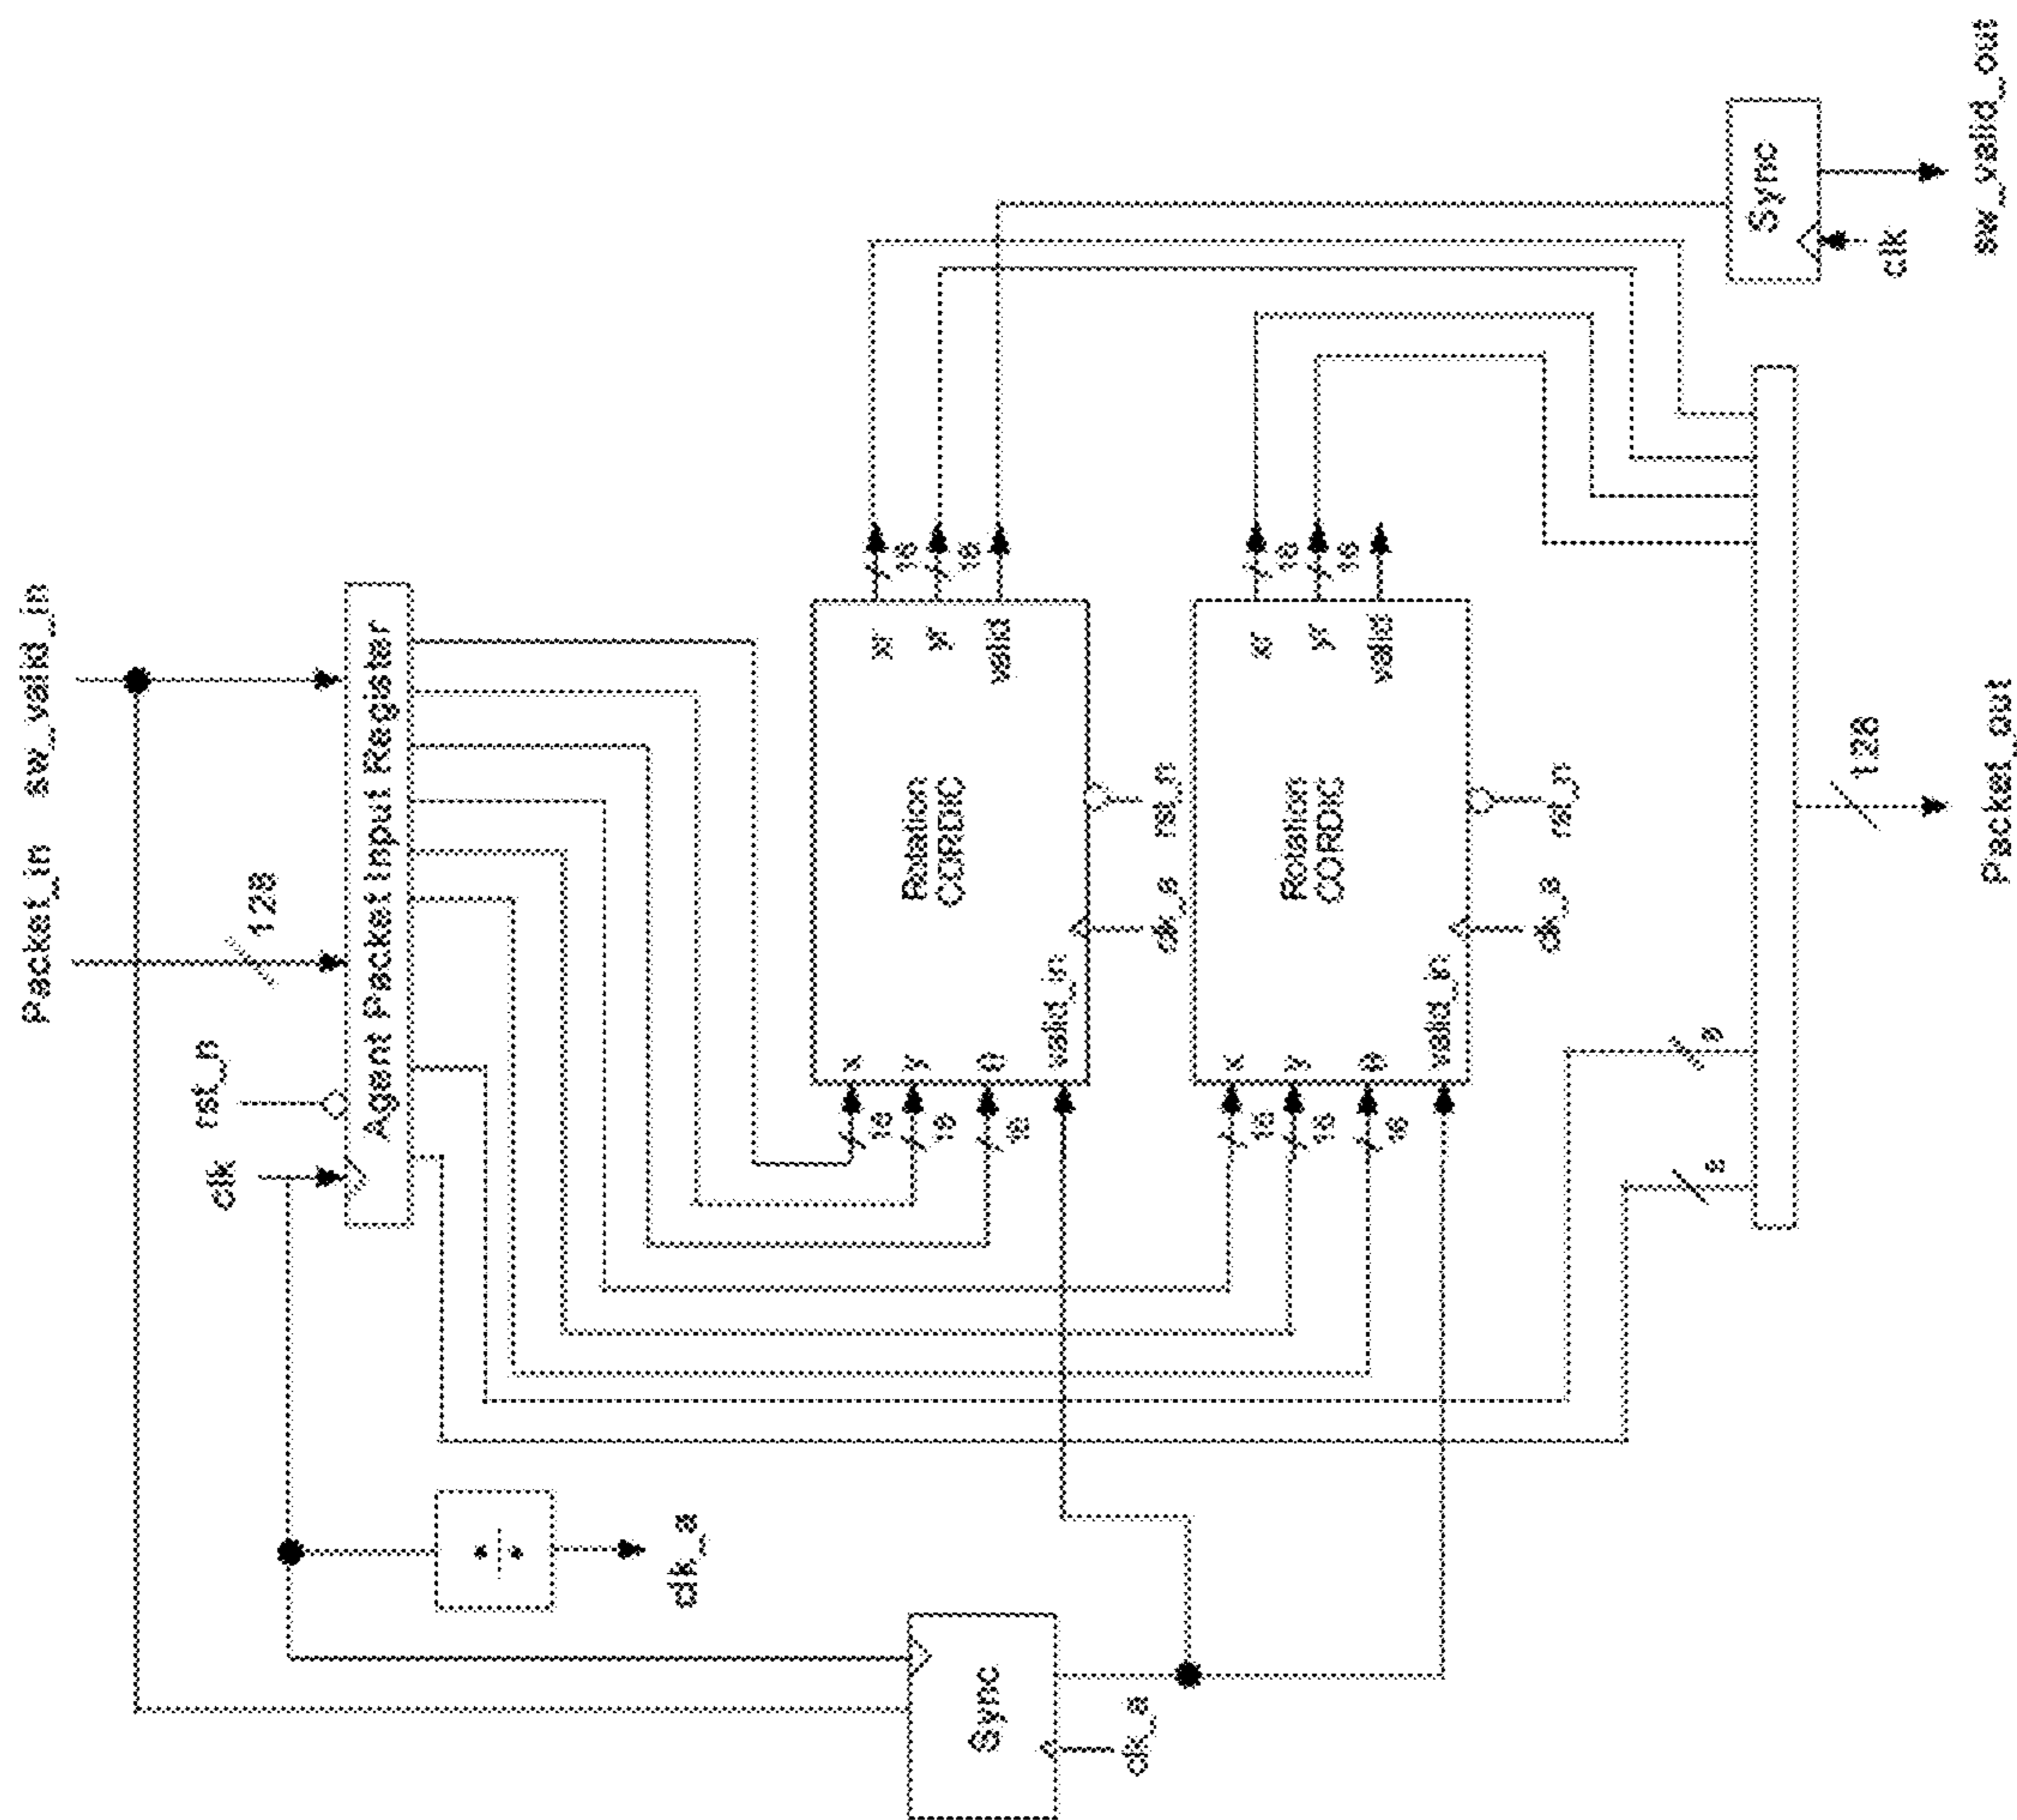 Packet_in
sw_valid_in
128
rst_n
clk
Agent Packet Input Register
clk_a
Sync
clk_a
x
y
θ
valid_in
16
16
16
Rotation
CORDIC
xr
yr
valid
16
16
clk_a
rst_n
x
y
θ
valid_in
16
16
16
Rotation
CORDIC
xr
yr
valid
16
16
clk_a
rst_n
8
8
Sync
clk
128
Packet_out
sw_valid_out